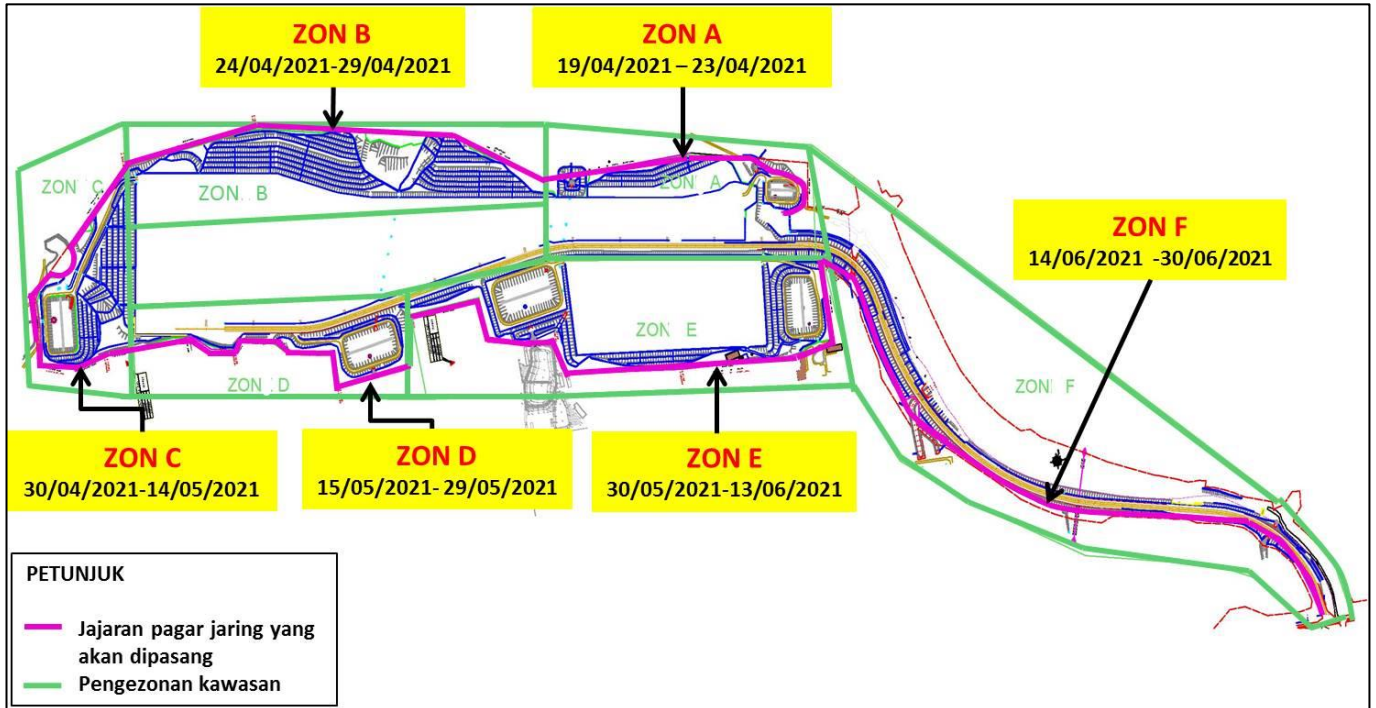 ZON B
24/04/2021-29/04/2021
ZON A
19/04/2021 – 23/04/2021
ZON F
14/06/2021 -30/06/2021
ZON C
ZON B
ZON A
ZON E
ZON D
ZON F
ZON C
30/04/2021-14/05/2021
ZON D
15/05/2021- 29/05/2021
ZON E
30/05/2021-13/06/2021
PETUNJUK
Jajaran pagar jaring yang
akan dipasang
Pengezonan kawasan